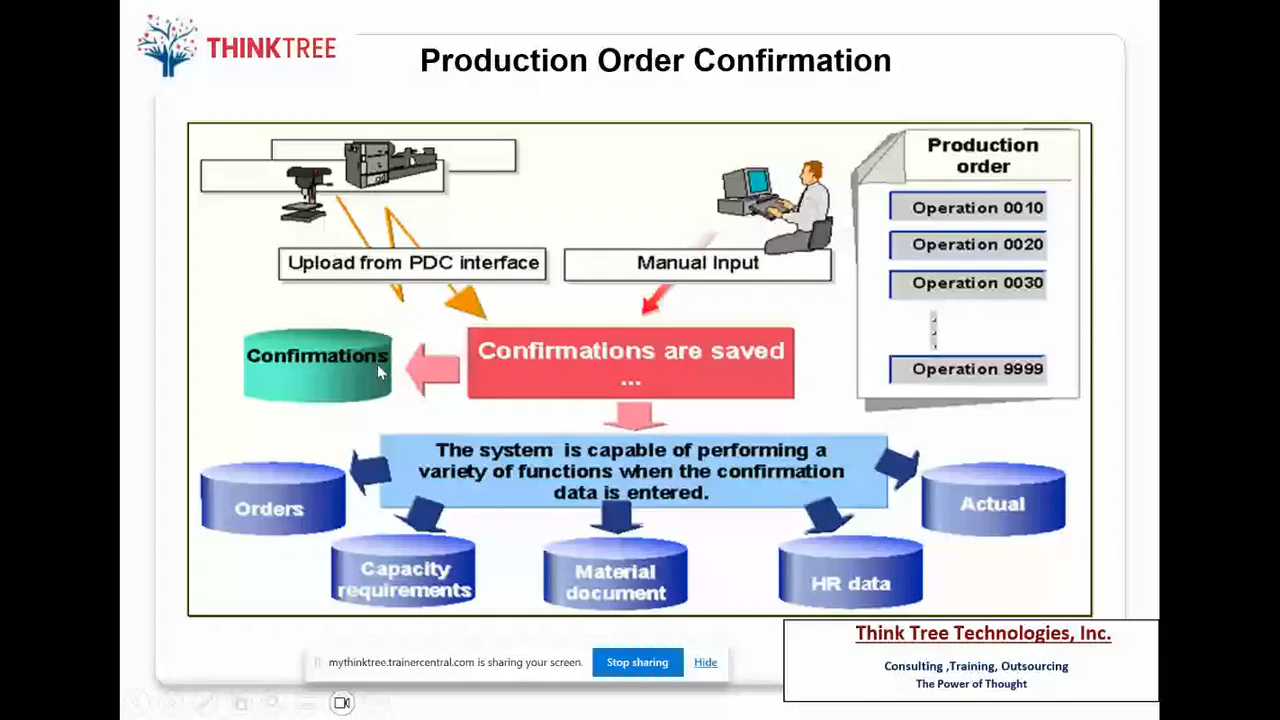 THINKTREE
Production Order Confirmation
Production
order
Operation 0010
Operation 0020
Operation 0030
Operation 9999
Upload from PDC interface
Manual Input
Confirmations
Confirmations are saved
...
The system is capable of performing a
variety of functions when the confirmation
data is entered.
Orders
Actual
Capacity
requirements
Material
document
HR data
Think Tree Technologies, Inc.
Consulting ,Training, Outsourcing
The Power of Thought
mythinktree.trainercentral.com is sharing your screen.
Stop sharing
Hide